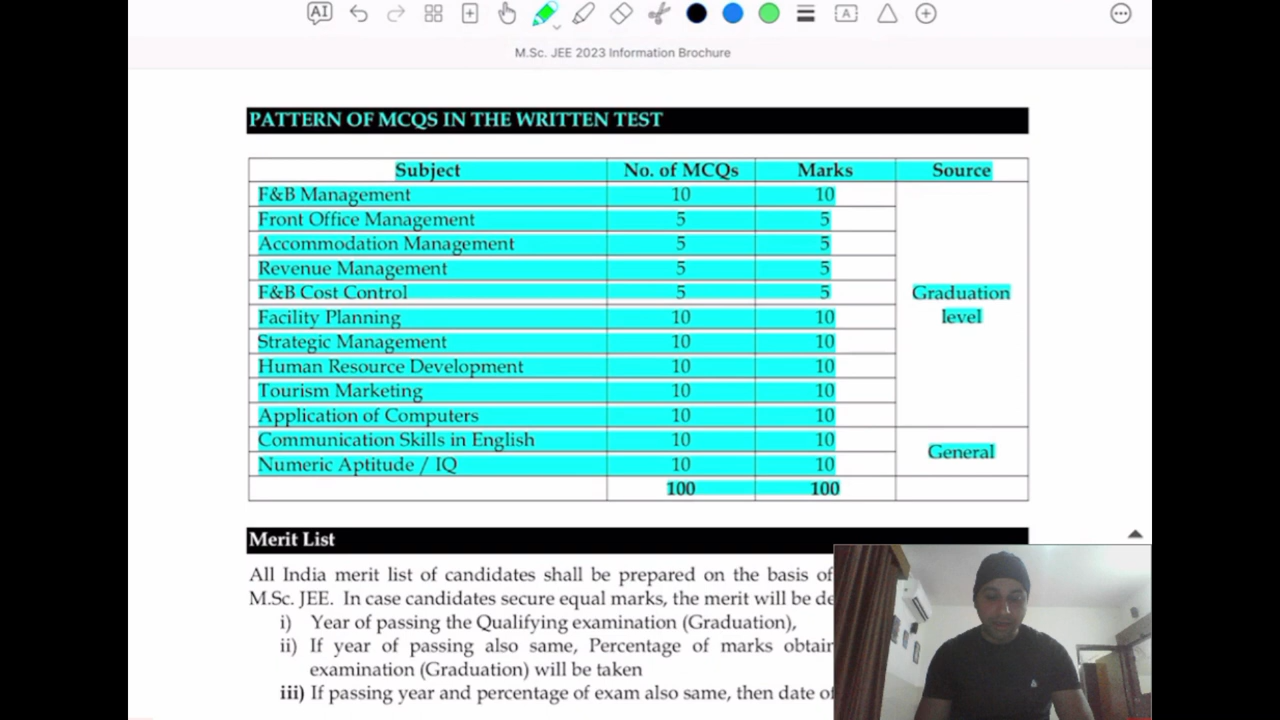 AI
A
M.Sc. JEE 2023 Information Brochure
PATTERN OF MCQS IN THE WRITTEN TEST
Subject No. of MCQs Marks Source
F&B Management 10 10
Front Office Management 5 5
Accommodation Management 5 5
Revenue Management 5 5
F&B Cost Control 5 5 Graduation
Facility Planning 10 10 level
Strategic Management 10 10
Human Resource Development 10 10
Tourism Marketing 10 10
Application of Computers 10 10
Communication Skills in English 10 10 General
Numeric Aptitude / IQ 10 10
100 100
Merit List
All India merit list of candidates shall be prepared on the basis of
M.Sc. JEE. In case candidates secure equal marks, the merit will be de
i) Year of passing the Qualifying examination (Graduation),
ii) If year of passing also same, Percentage of marks obtain
examination (Graduation) will be taken
iii) If passing year and percentage of exam also same, then date of